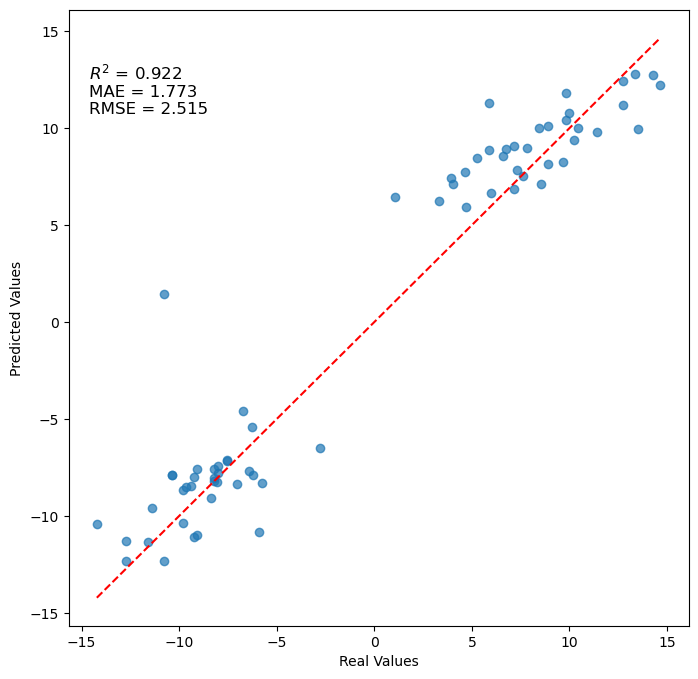 R² = 0.922
MAE = 1.773
RMSE = 2.515
15
10
5
0
−5
−10
−15
Predicted Values
−15 −10 −5 0 5 10 15
Real Values